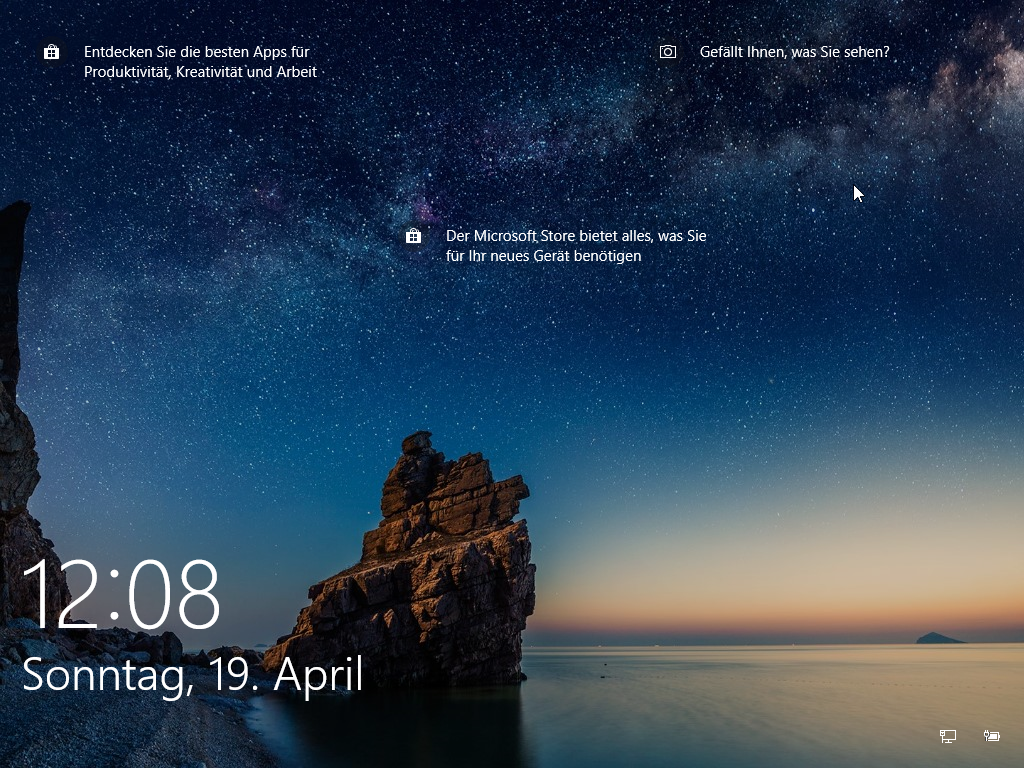 Entdecken Sie die besten Apps für
Produktivität, Kreativität und Arbeit
Gefällt Ihnen, was Sie sehen?
Der Microsoft Store bietet alles, was Sie
für Ihr neues Gerät benötigen
12:08
Sonntag, 19. April